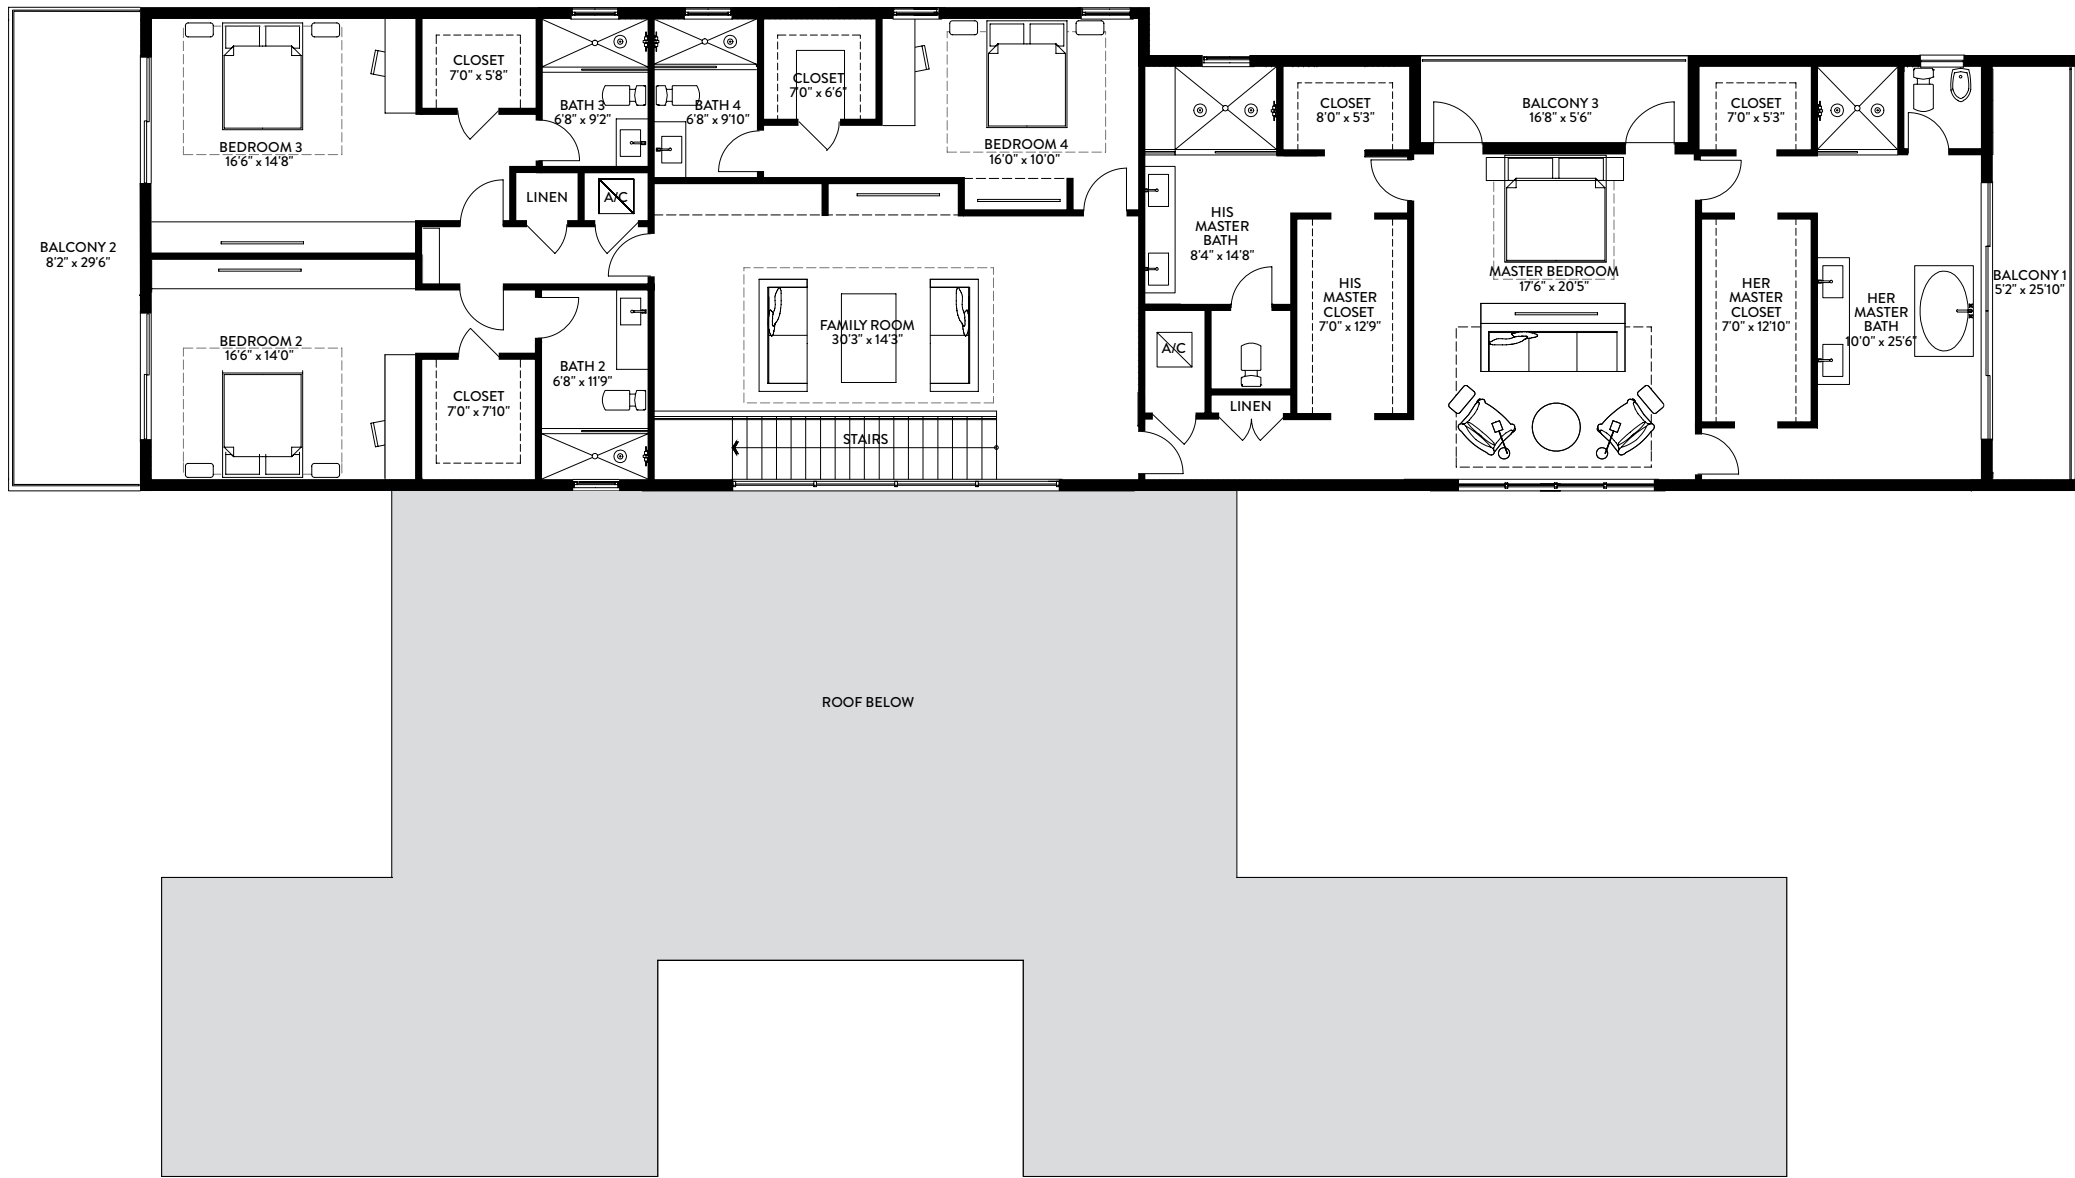 CLOSET
7'0" x 5'8"
BATH 3
6'8" x 9'2"
BATH 4
6'8" x 9'10"
CLOSET
7'0" x 6'6"
BEDROOM 3
16'6" x 14'8"
BEDROOM 4
16'0" x 10'0"
CLOSET
8'0" x 5'3"
BALCONY 3
16'8" x 5'6"
CLOSET
7'0" x 5'3"
LINEN
A/C
HIS
MASTER
BATH
8'4" x 14'8"
BALCONY 2
8'2" x 29'6"
MASTER BEDROOM
17'6" x 20'5"
HIS
MASTER
CLOSET
7'0" x 12'9"
HER
MASTER
CLOSET
7'0" x 12'10"
HER
MASTER
BATH
10'0" x 25'6"
BALCONY 1
5'2" x 25'10"
BEDROOM 2
16'6" x 14'0"
FAMILY ROOM
30'3" x 14'3"
A/C
BATH 2
6'8" x 11'9"
CLOSET
7'0" x 7'10"
LINEN
STAIRS
ROOF BELOW